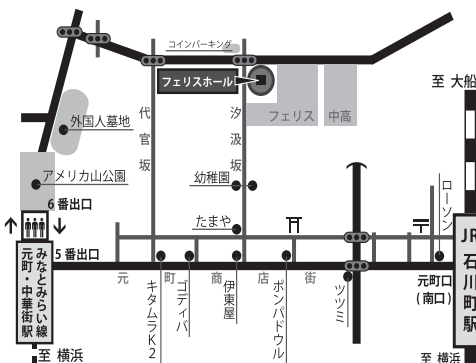 コインパーキング
フェリスホール
至 大船
代官坂
汐汲坂
フェリス
中高
外国人墓地
アメリカ山公園
幼稚園
ローソン
6番出口
たまや
5番出口
みなとみらい線
元町・中華街駅
元町商店街
キタムラK2
ゴディバ
伊東屋
ポンパドウル
ツツミ
元町口
(南口)
JR石川町駅
至 横浜
至 横浜